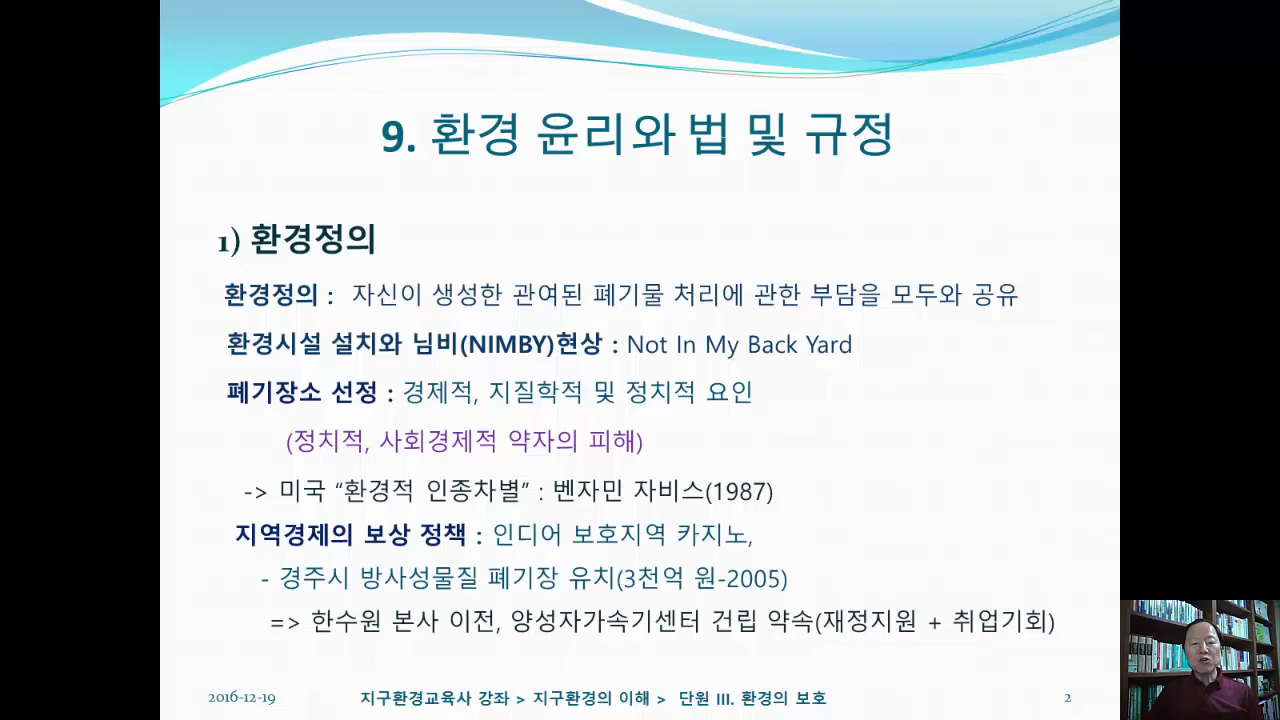 9. 환경 윤리와 법 및 규정
1) 환경정의
환경정의 : 자신이 생성한 관여된 폐기물 처리에 관한 부담을 모두와 공유
환경시설 설치와 님비(NIMBY)현상 : Not In My Back Yard
폐기장소 선정 : 경제적, 지질학적 및 정치적 요인
(정치적, 사회경제적 약자의 피해)
-> 미국 “환경적 인종차별” : 벤자민 자비스(1987)
지역경제의 보상 정책 : 인디어 보호지역 카지노,
- 경주시 방사성물질 폐기장 유치(3천억 원-2005)
=> 한수원 본사 이전, 양성자가속기센터 건립 약속(재정지원 + 취업기회)
2016-12-19 지구환경교육사 강좌 > 지구환경의 이해 > 단원 III. 환경의 보호 2